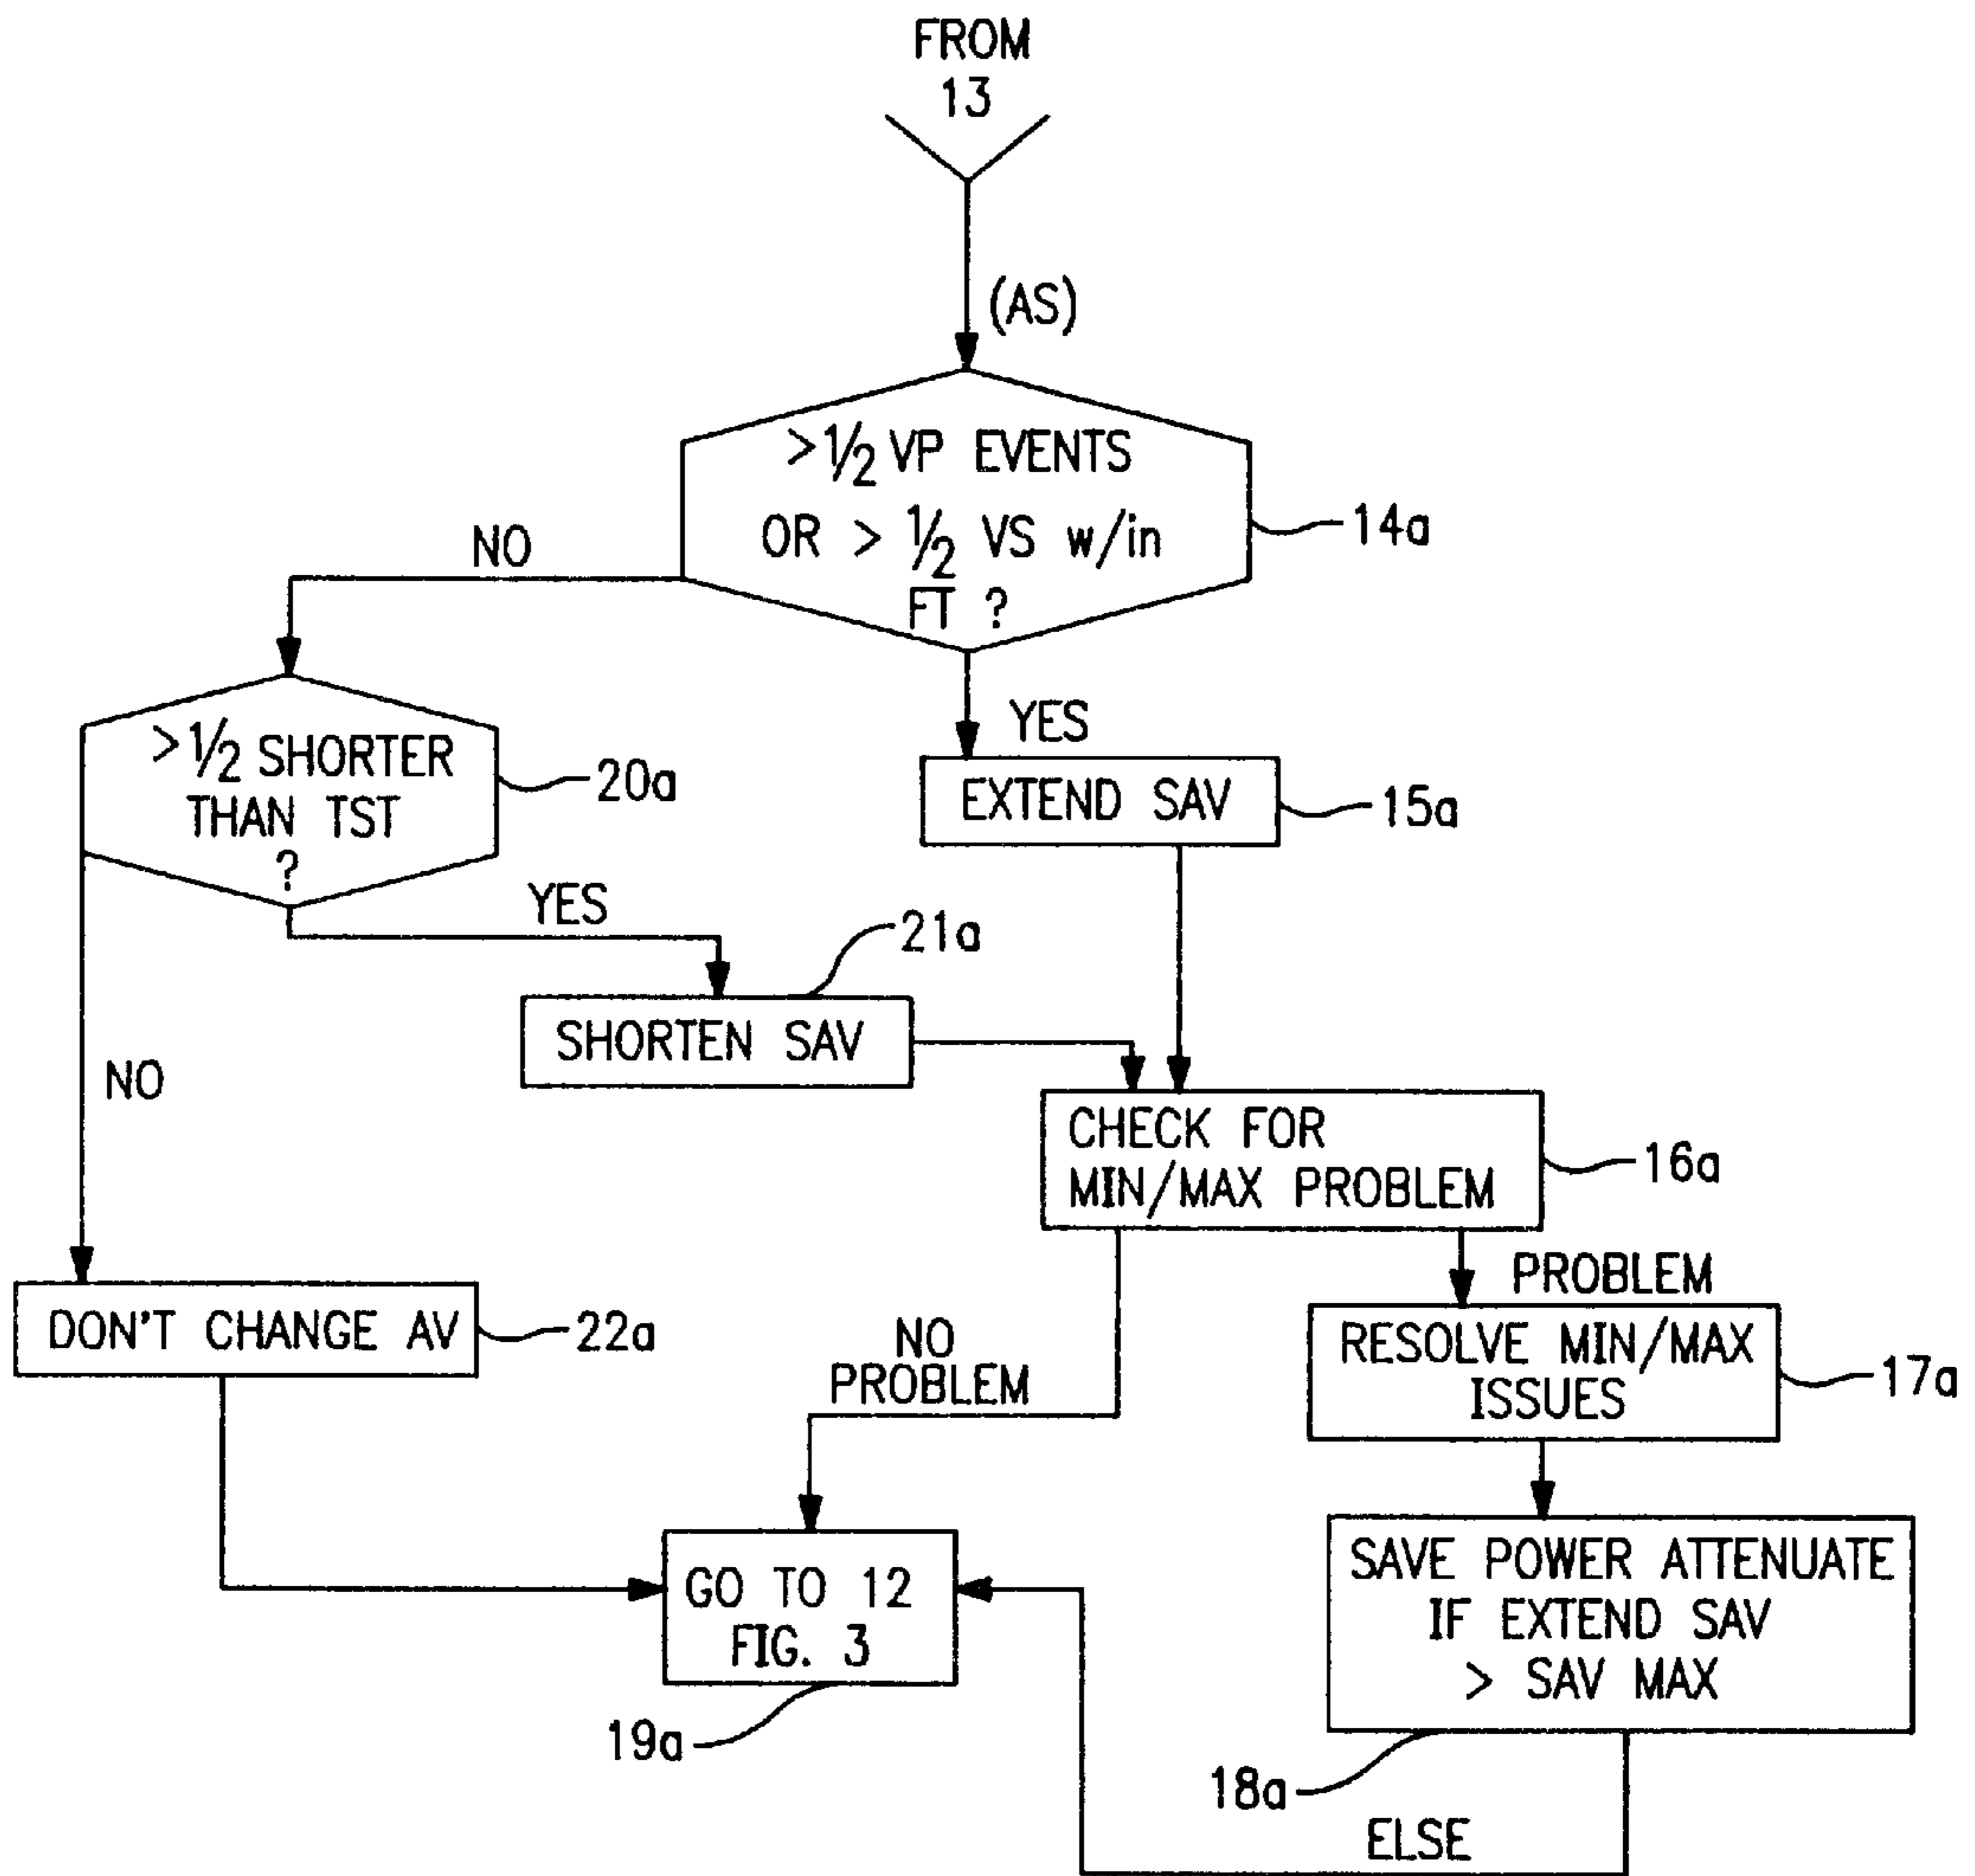 FROM
13
(AS)
>1/2 VP EVENTS
OR > 1/2 VS w/in
FT ?
14a
NO
YES
>1/2 SHORTER
THAN TST
?
20a
EXTEND SAV
15a
YES
21a
SHORTEN SAV
NO
CHECK FOR
MIN/MAX PROBLEM
16a
PROBLEM
DON'T CHANGE AV
22a
NO
PROBLEM
RESOLVE MIN/MAX
ISSUES
17a
GO TO 12
FIG. 3
19a
SAVE POWER ATTENUATE
IF EXTEND SAV
> SAV MAX
18a
ELSE